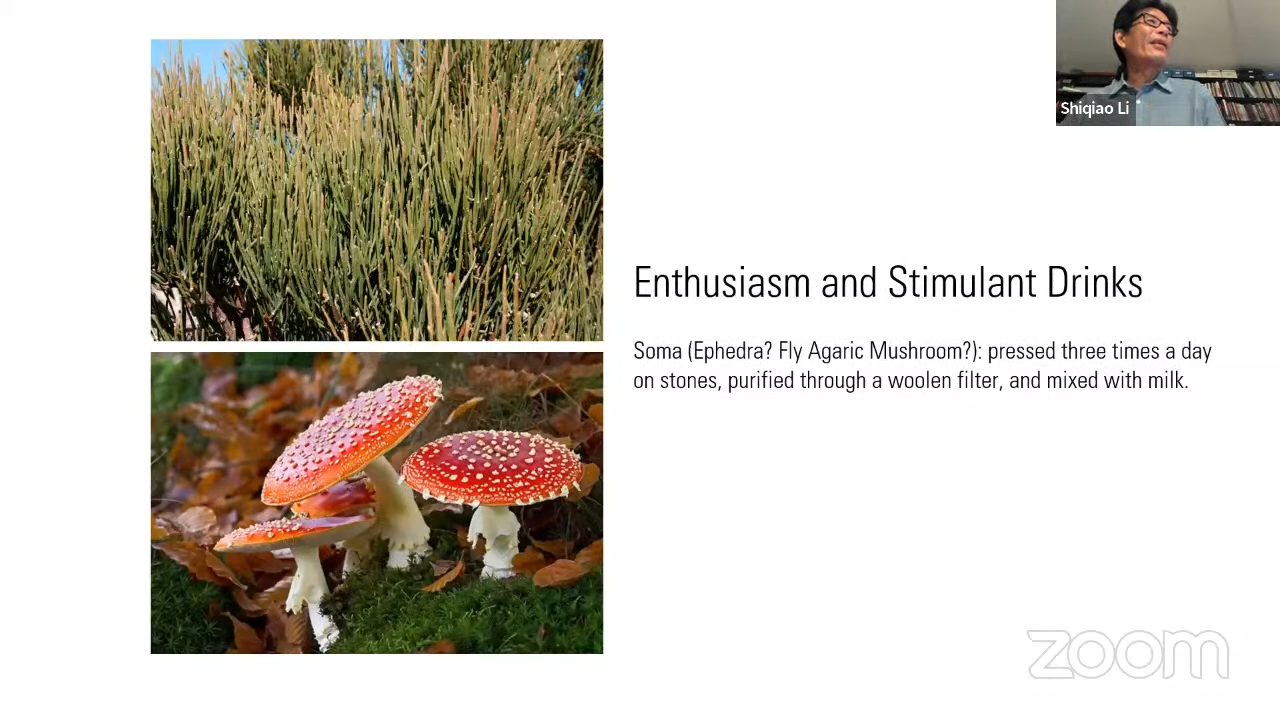 Shiqiao Li
Enthusiasm and Stimulant Drinks
Soma (Ephedra? Fly Agaric Mushroom?): pressed three times a day
on stones, purified through a woolen filter, and mixed with milk.
zoom